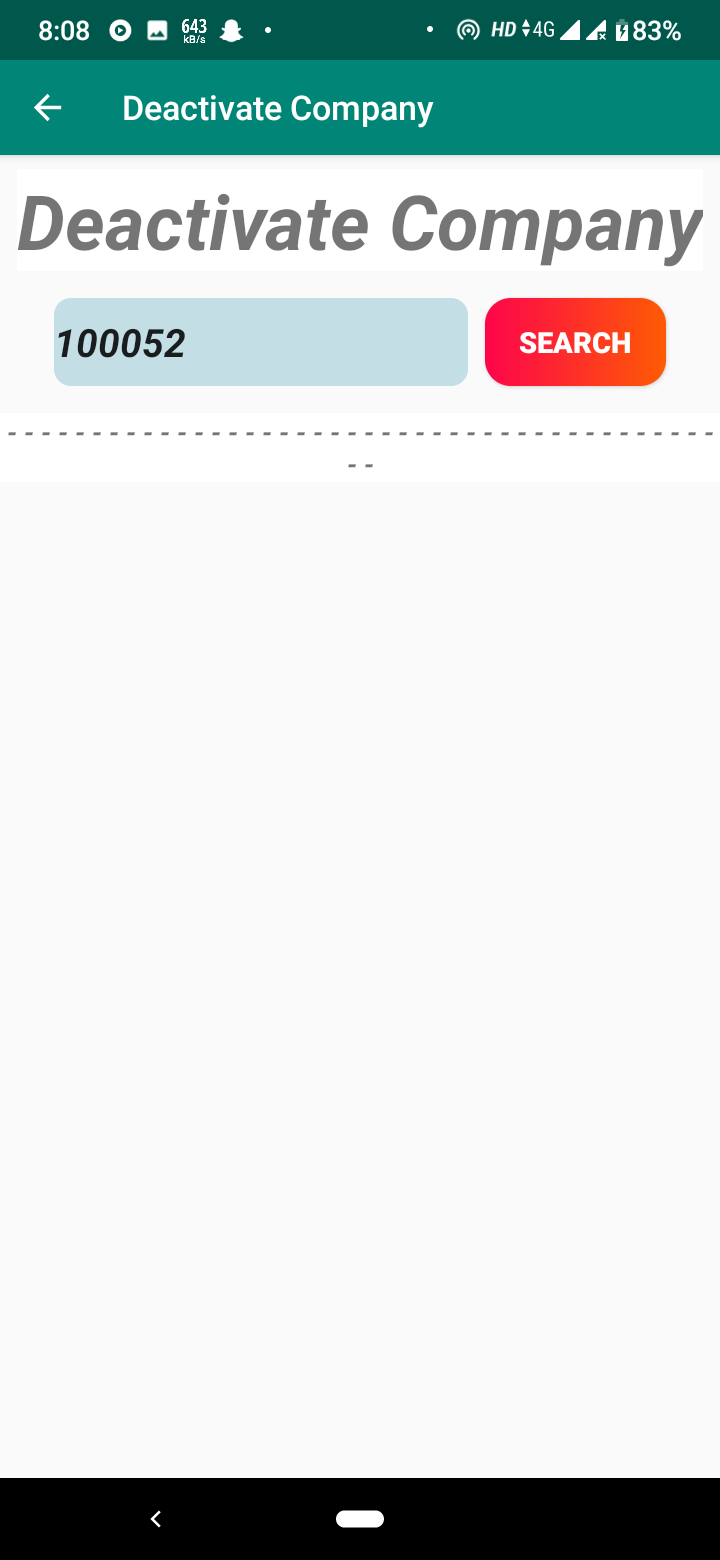 8:08 643 KB/s HD 4G 83%
Deactivate Company
Deactivate Company
100052 SEARCH
- - - - - - - - - - - - - - - - - - - - - - - - - - - - - - - - - - - - - - - - - -
- -